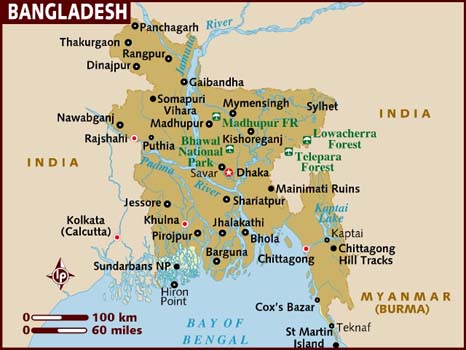 BANGLADESH
Panchagarh
River
Thakurgaon
Rangpur
Jamuna
Dinajpur
Gaibandha
Somapuri
Vihara
Mymensingh
Sylhet
INDIA
Nawabganj
Madhupur
Madhupur FR
Kishoreganj
Lowacherra
Forest
Rajshahi
Puthia
Bhawal
National
Park
Telepara
Forest
INDIA
Padma
Savar
Dhaka
River
Mainimati Ruins
Jessore
Shariatpur
Kaptai
Lake
Kolkata
(Calcutta)
Khulna
Jhalakathi
Kaptai
Pirojpur
Bhola
Chittagong
Hill Tracts
Barguna
Chittagong
Sundarbans NP
LP
Hiron
Point
MYANMAR
(BURMA)
Cox's Bazar
0 100 km
0 60 miles
BAY OF
BENGAL
Teknaf
St Martin
Island